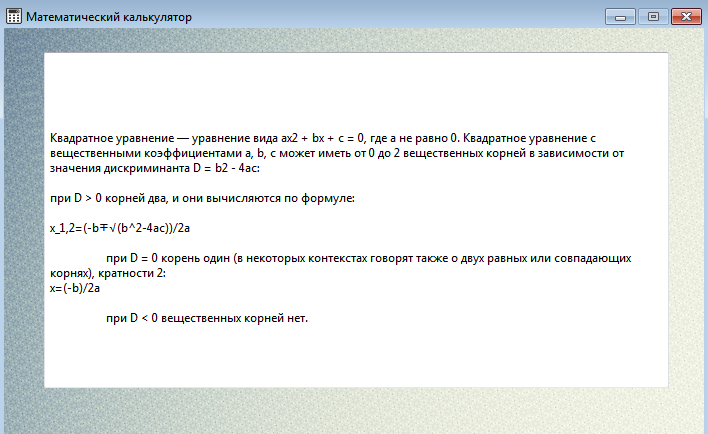 Математический калькулятор
Квадратное уравнение — уравнение вида ax2 + bx + c = 0, где a не равно 0. Квадратное уравнение с
вещественными коэффициентами a, b, c может иметь от 0 до 2 вещественных корней в зависимости от
значения дискриминанта D = b2 - 4ac:
при D > 0 корней два, и они вычисляются по формуле:
x_1,2=(-b∓√(b^2-4ac))/2a
при D = 0 корень один (в некоторых контекстах говорят также о двух равных или совпадающих
корнях), кратности 2:
x=(-b)/2a
при D < 0 вещественных корней нет.